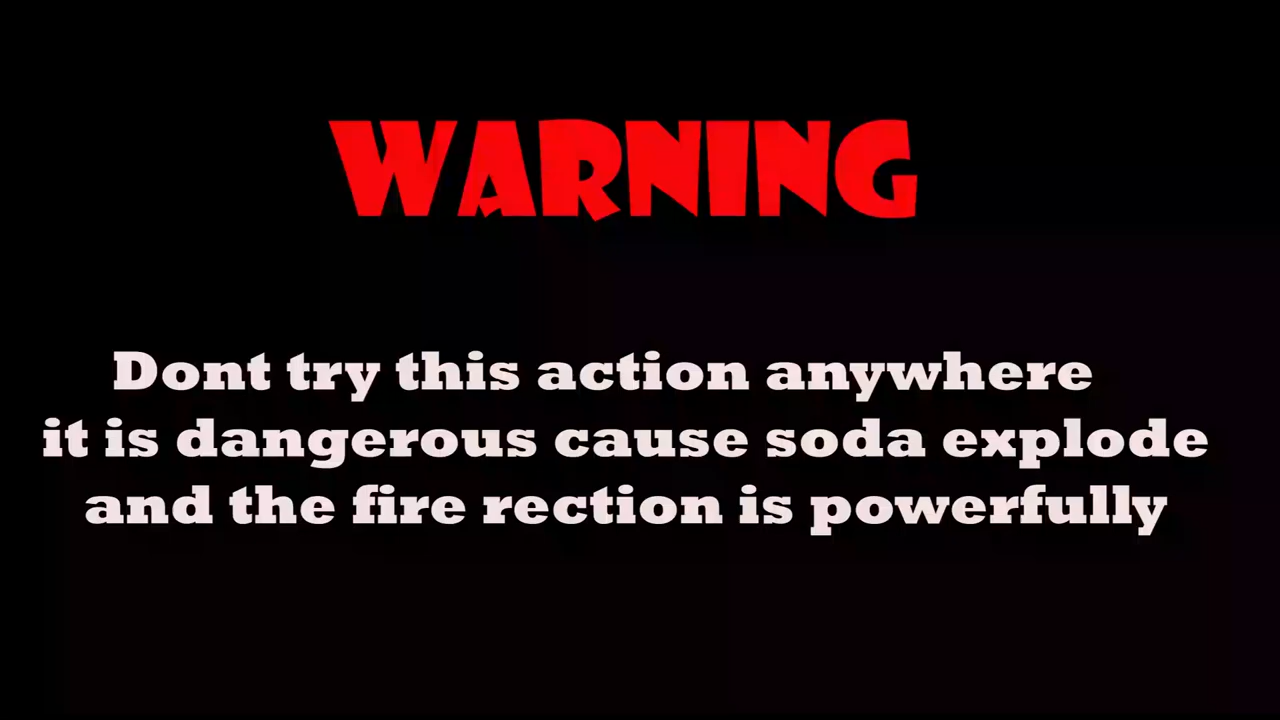 WARNING
Dont try this action anywhere
it is dangerous cause soda explode
and the fire rection is powerfully